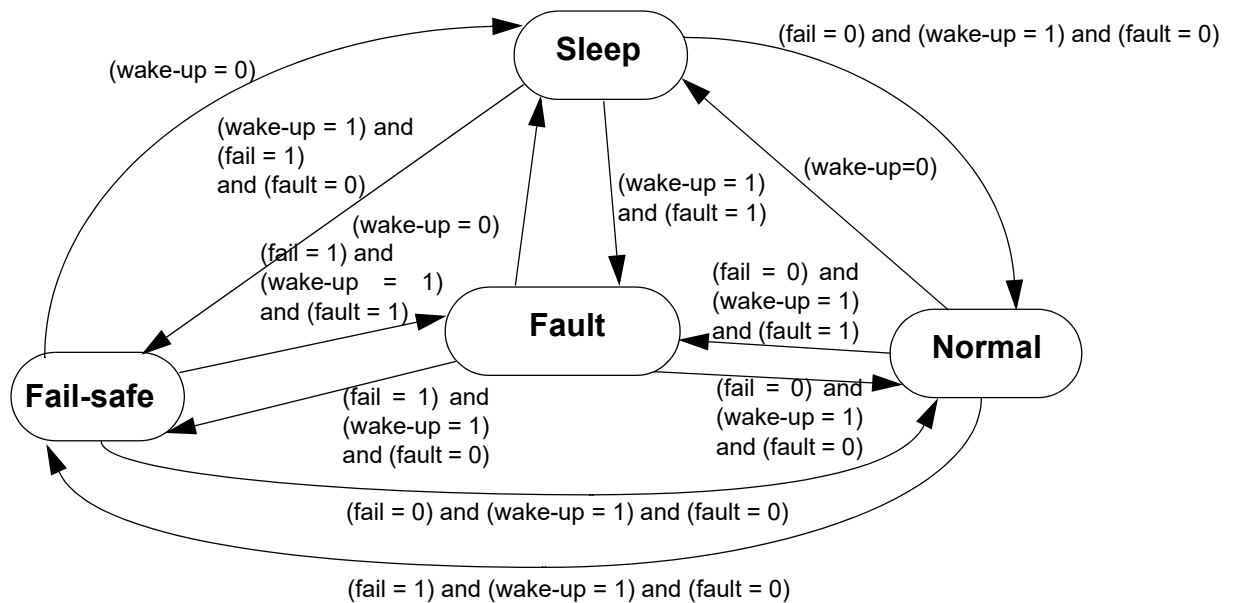 Sleep
(fail = 0) and (wake-up = 1) and (fault = 0)
(wake-up = 0)
(wake-up = 1) and
(fail = 1)
and (fault = 0)
(wake-up=0)
(wake-up = 1)
and (fault = 1)
(wake-up = 0)
(fail = 1) and
(wake-up = 1)
and (fault = 1)
(fail = 0) and
(wake-up = 1)
and (fault = 1)
Fault
Normal
Fail-safe
(fail = 1) and
(wake-up = 1)
and (fault = 0)
(fail = 0) and
(wake-up = 1)
and (fault = 0)
(fail = 0) and (wake-up = 1) and (fault = 0)
(fail = 1) and (wake-up = 1) and (fault = 0)